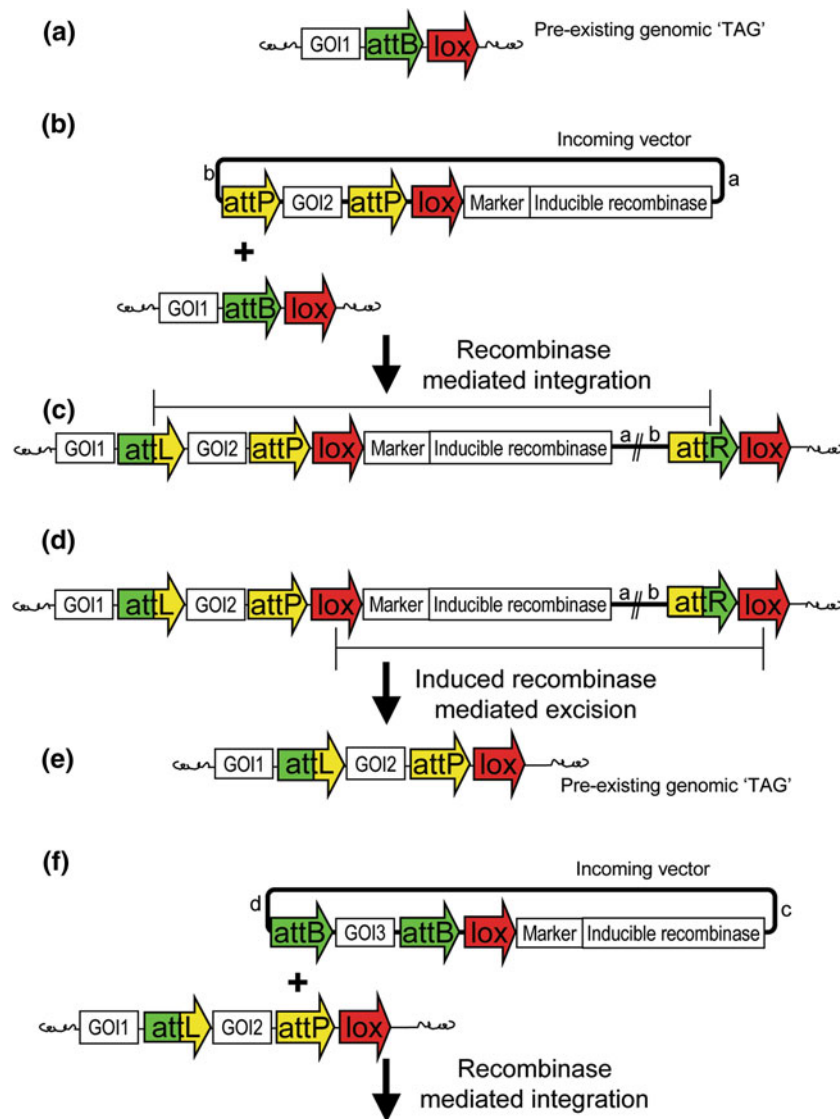 (a)
Pre-existing genomic 'TAG'
GOI1 attB lox
(b)
Incoming vector
b a
attP GOI2 attP lox Marker Inducible recombinase
+
GOI1 attB lox
Recombinase
mediated integration
(c)
GOI1 attL GOI2 attP lox Marker Inducible recombinase a // b attR lox
(d)
GOI1 attL GOI2 attP lox Marker Inducible recombinase a // b attR lox
Induced recombinase
mediated excision
(e)
GOI1 attL GOI2 attP lox
Pre-existing genomic 'TAG'
(f)
Incoming vector
d c
attB GOI3 attB lox Marker Inducible recombinase
+
GOI1 attL GOI2 attP lox
Recombinase
mediated integration